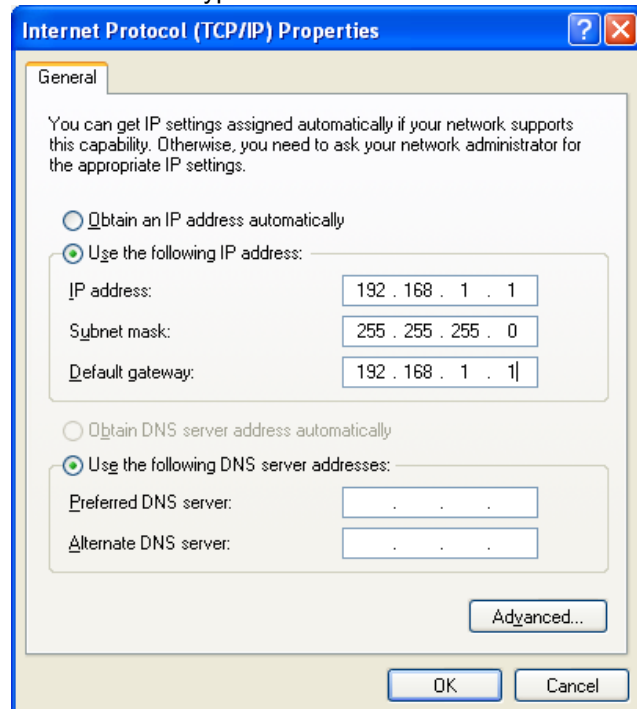 Internet Protocol (TCP/IP) Properties
General
You can get IP settings assigned automatically if your network supports
this capability. Otherwise, you need to ask your network administrator for
the appropriate IP settings.
Obtain an IP address automatically
Use the following IP address:
IP address: 192 . 168 . 1 . 1
Subnet mask: 255 . 255 . 255 . 0
Default gateway: 192 . 168 . 1 . 1
Obtain DNS server address automatically
Use the following DNS server addresses:
Preferred DNS server: . . .
Alternate DNS server: . . .
Advanced...
OK Cancel